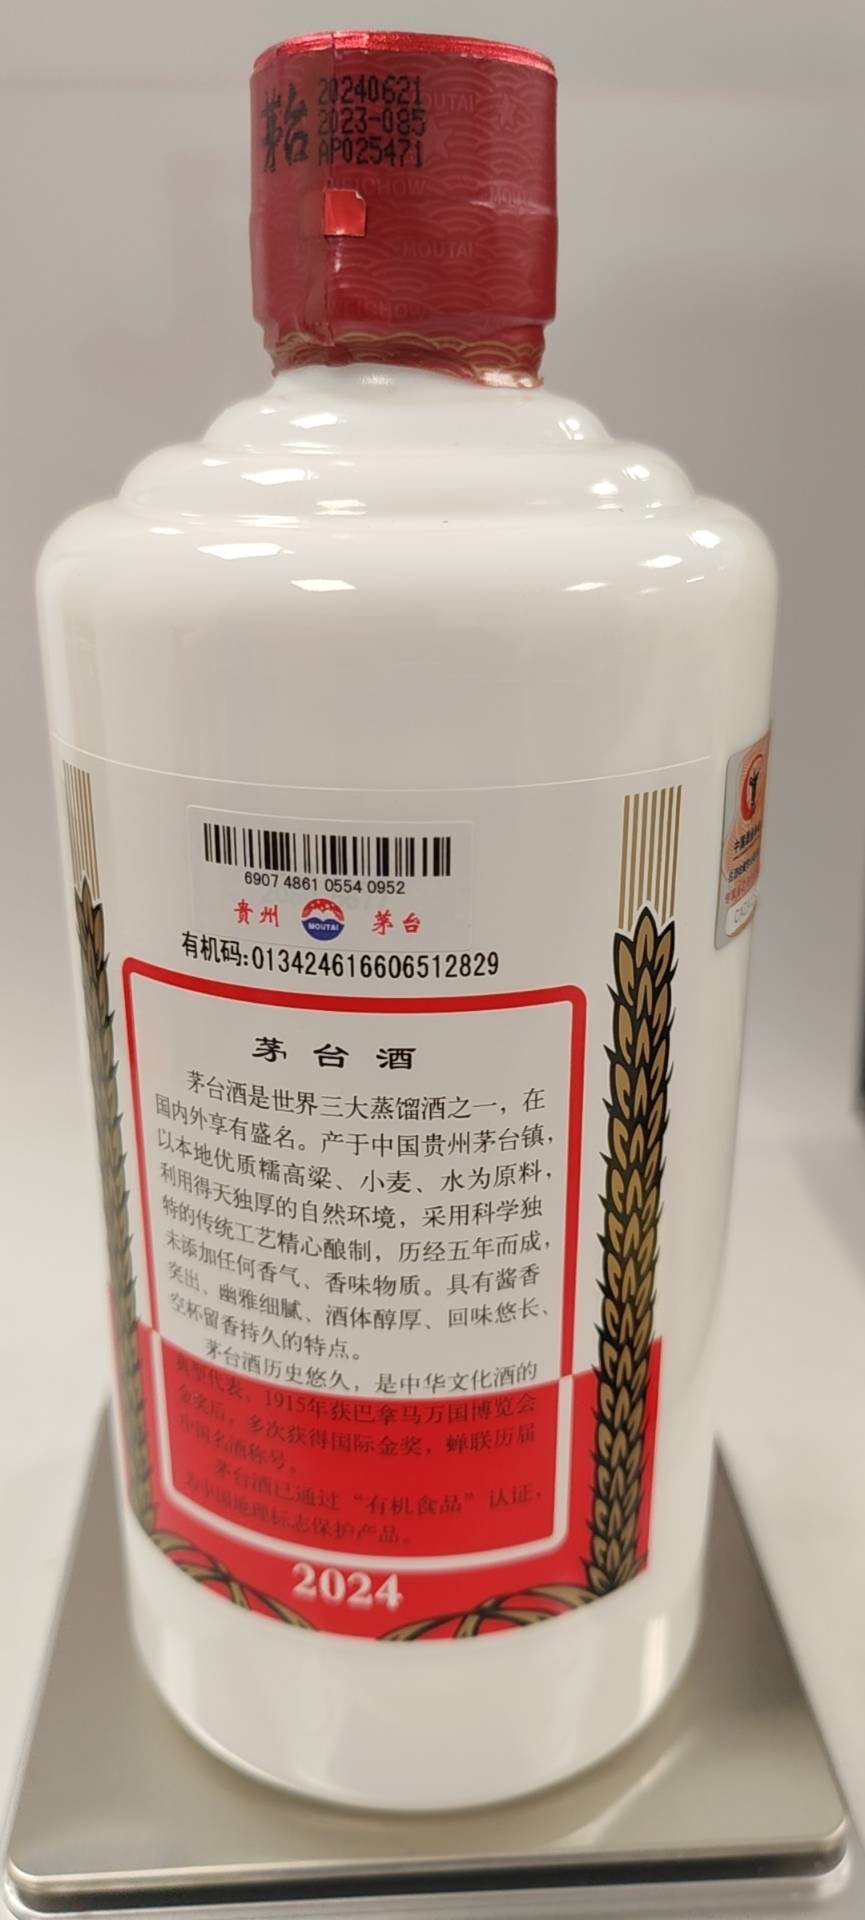 茅台
20240621
2023-085
AP025471
MOUTAI
MOUTAI
6907 4861 0554 0952
贵州
MOUTAI
茅台
有机码:013424616606512829
茅台酒
茅台酒是世界三大蒸馏酒之一，在
国内外享有盛名。产于中国贵州茅台镇，
以本地优质糯高粱、小麦、水为原料，
利用得天独厚的自然环境，采用科学独
特的传统工艺精心酿制，历经五年而成，
未添加任何香气、香味物质。具有酱香
突出、幽雅细腻、酒体醇厚、回味悠长、
空杯留香持久的特点。
茅台酒历史悠久，是中华文化酒的
典型代表，1915年获巴拿马万国博览会
金奖后，多次获得国际金奖，蝉联历届
中国名酒称号。
茅台酒已通过“有机食品”认证，
为中国地理标志保护产品。
2024